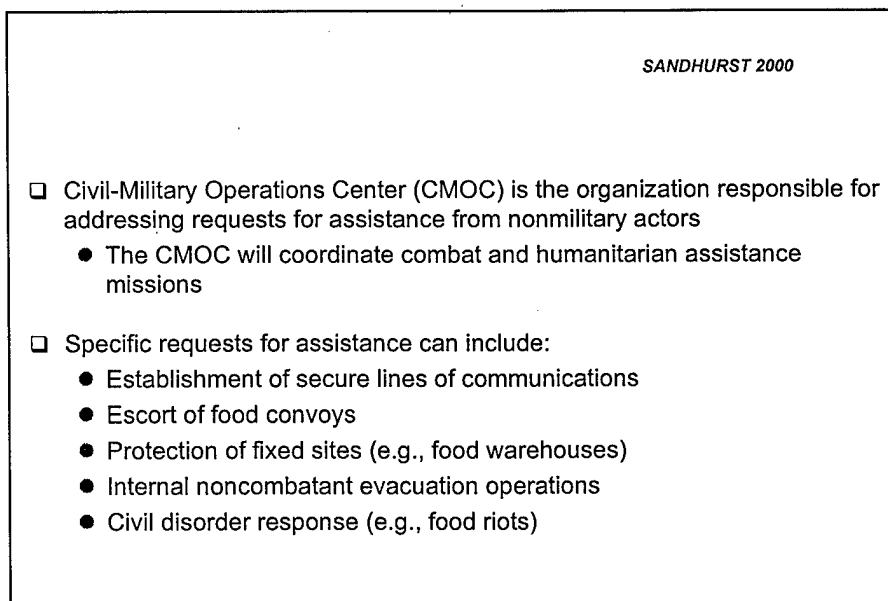 SANDHURST 2000
❑ Civil-Military Operations Center (CMOC) is the organization responsible for
addressing requests for assistance from nonmilitary actors
● The CMOC will coordinate combat and humanitarian assistance
missions
❑ Specific requests for assistance can include:
● Establishment of secure lines of communications
● Escort of food convoys
● Protection of fixed sites (e.g., food warehouses)
● Internal noncombatant evacuation operations
● Civil disorder response (e.g., food riots)